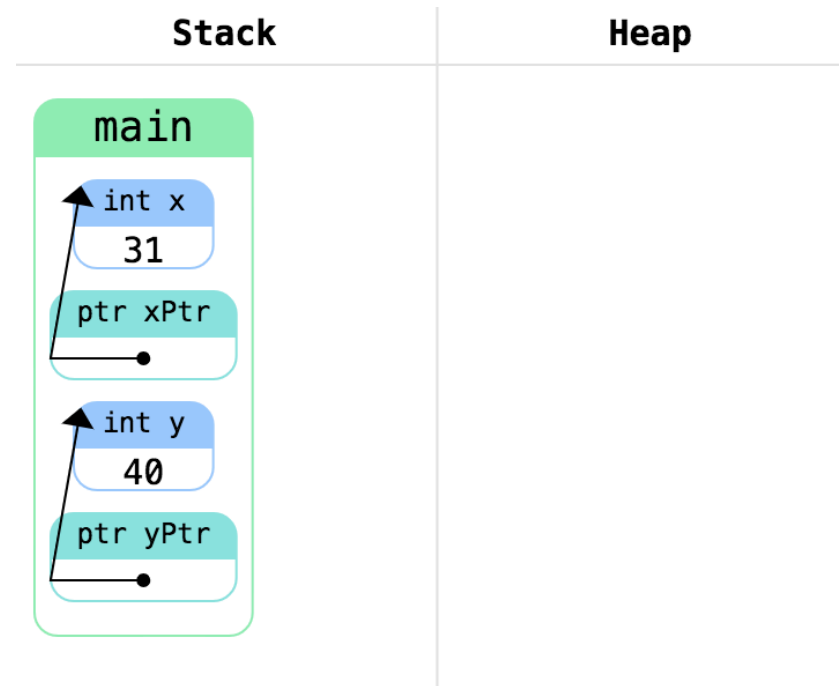 Stack Heap
main
int x
31
ptr xPtr
int y
40
ptr yPtr